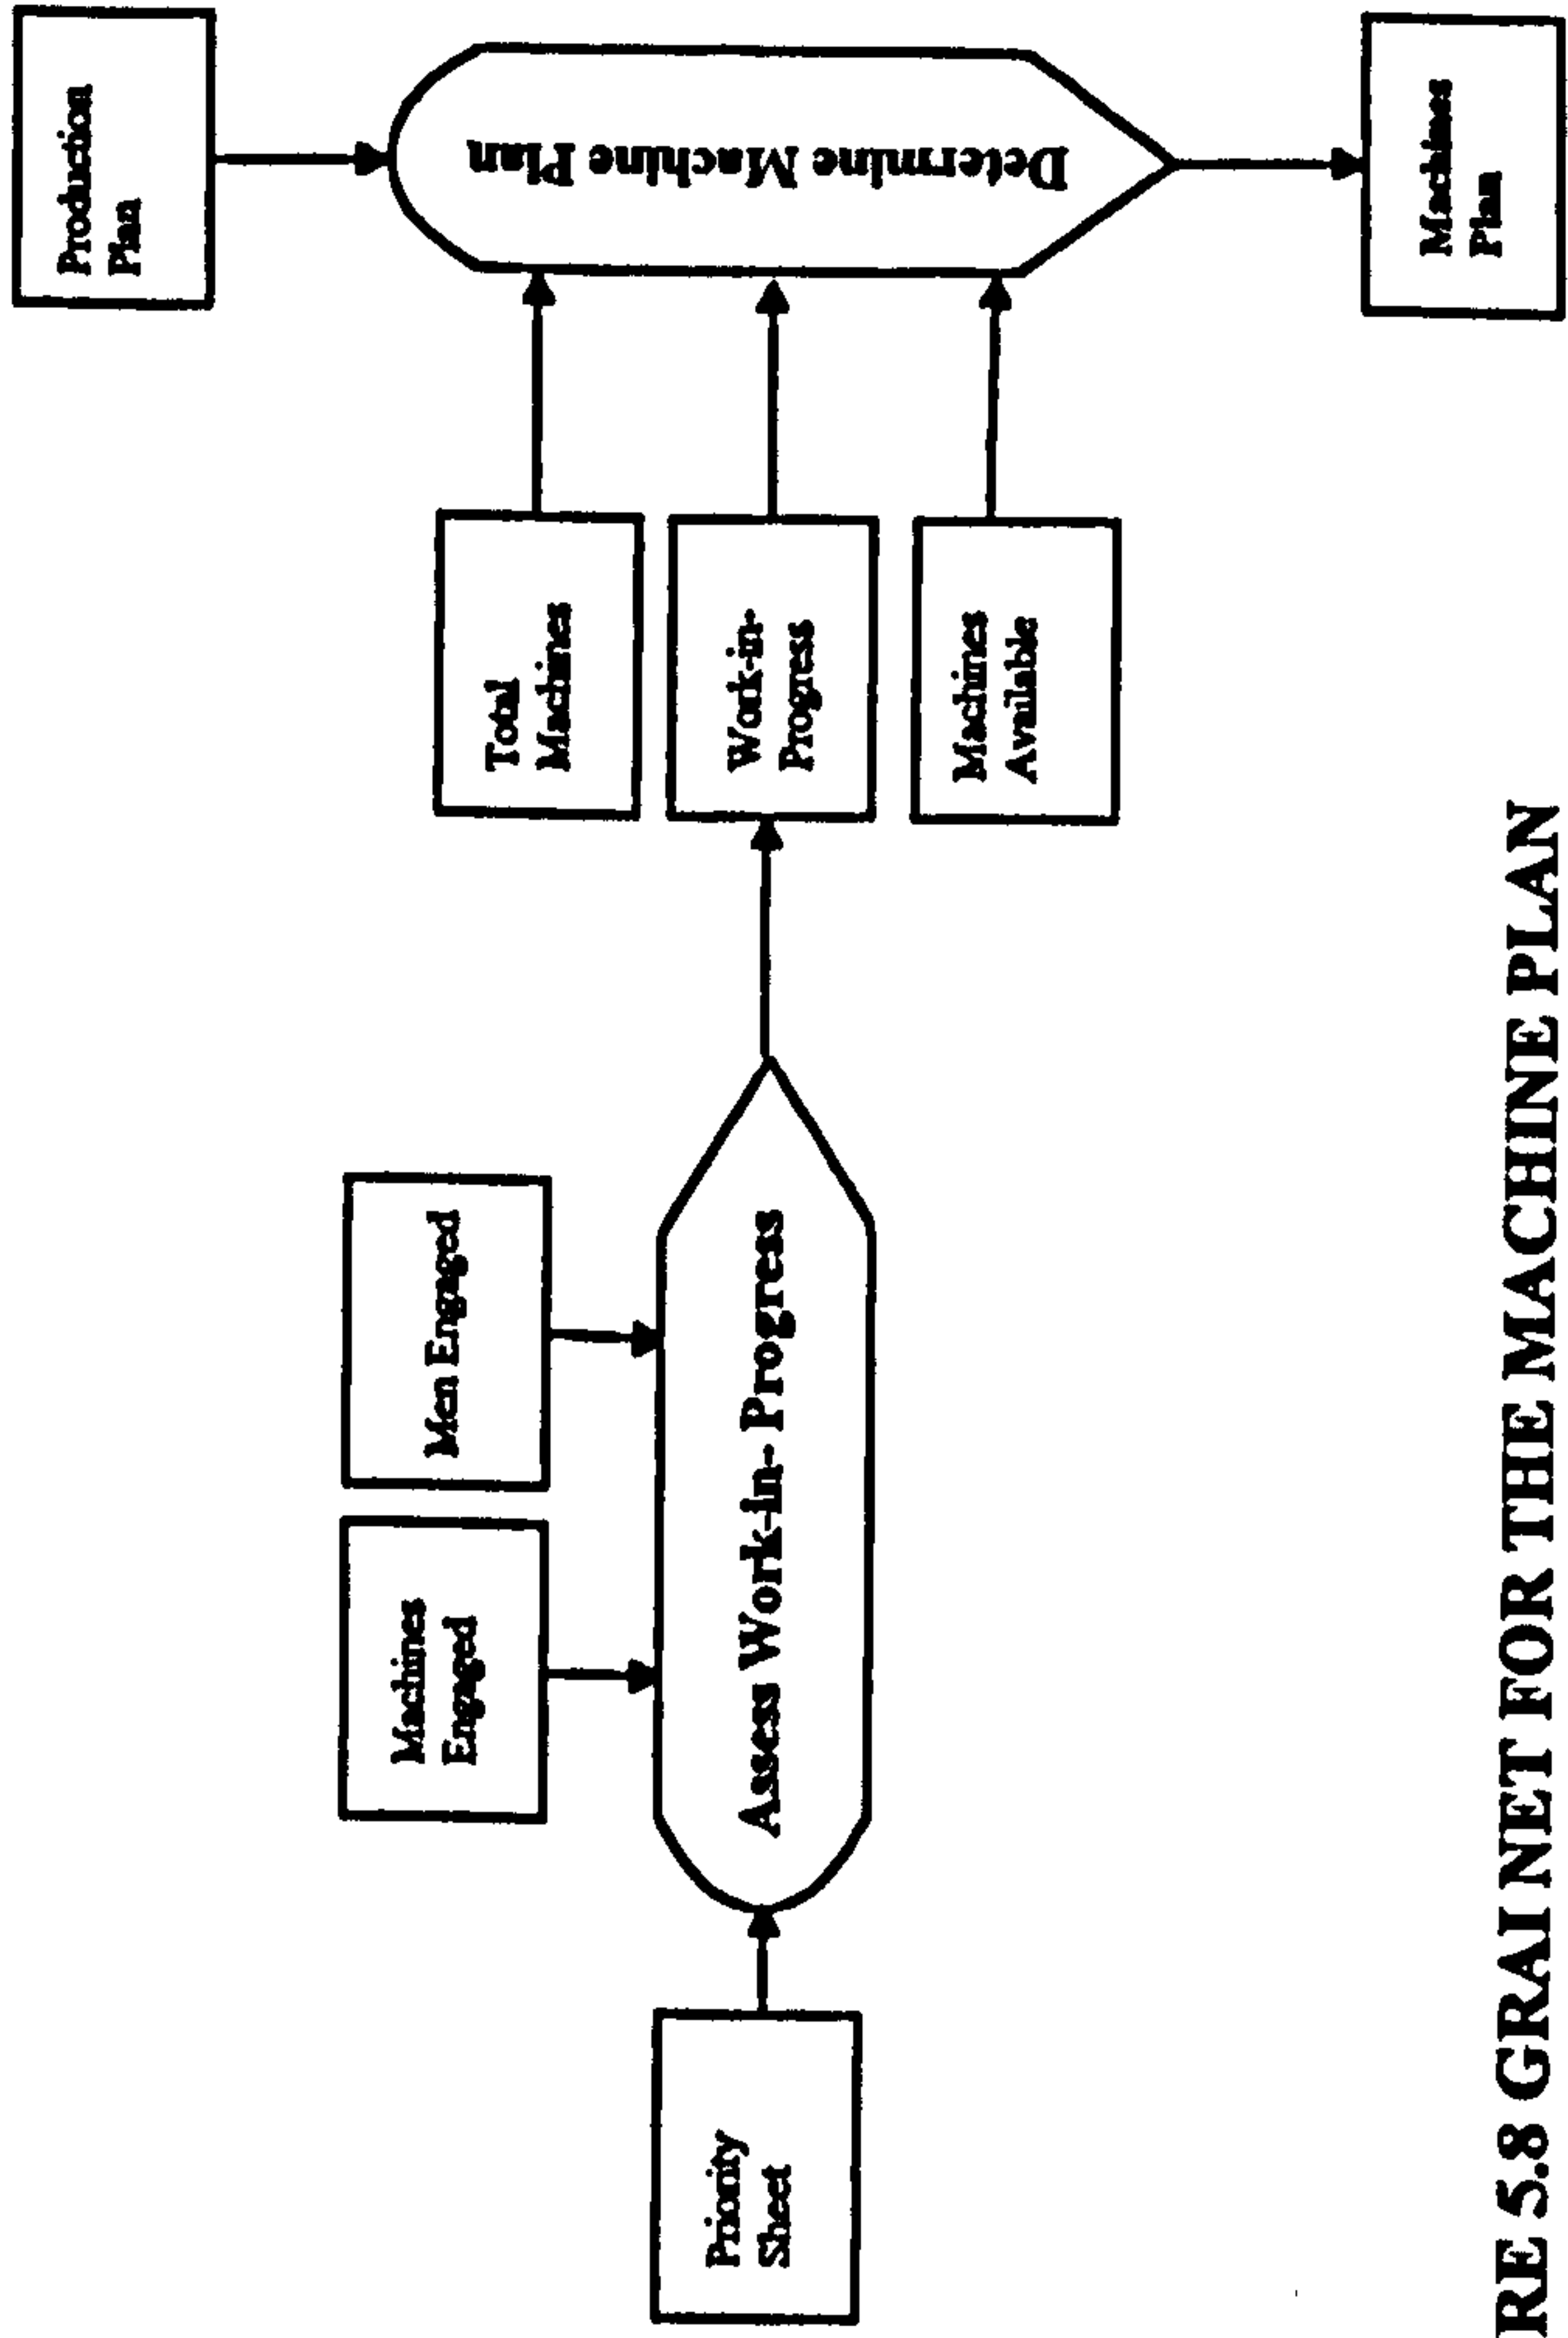 Production
Plan
Determine Machine Plan
Machines
Plan
Total
Machines
Work-in-
Progress
Machines
Available
Men Engaged
Machines
Engaged
Assess Work-in- Progress
Priority
Sheet
RE 5.8 GRAI NET FOR THE MACHINE PLAN